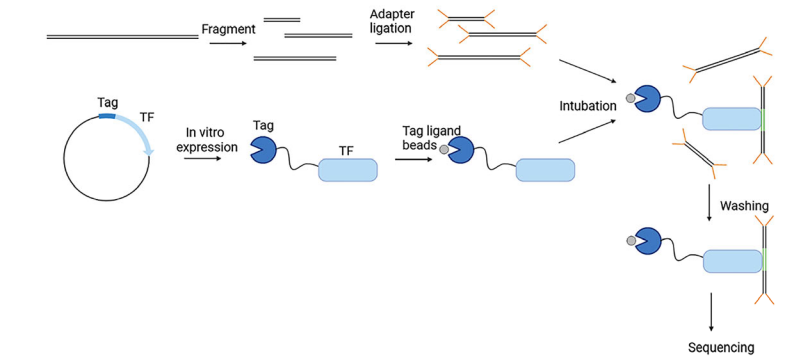 Fragment
Adapter
ligation
Tag
TF
In vitro
expression
Tag
TF
Tag ligand
beads
Intubation
Washing
Sequencing